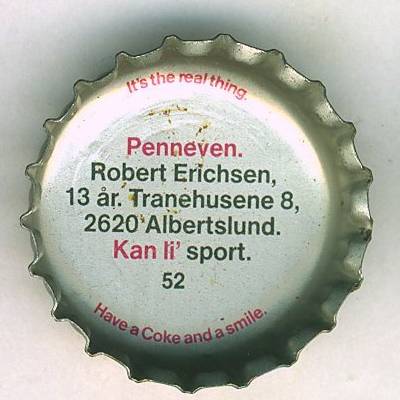 It's the real thing.
Penneven.
Robert Erichsen,
13 år. Tranehusene 8,
2620 Albertslund.
Kan li' sport.
52
Have a Coke and a smile.